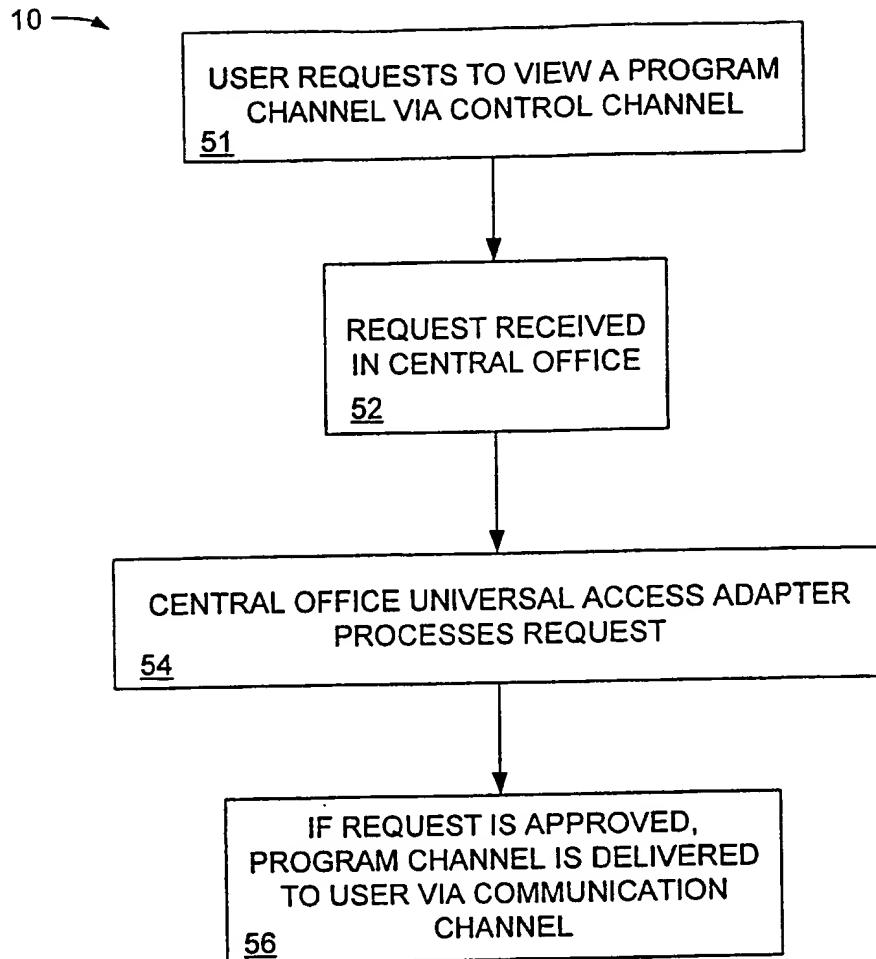 10
USER REQUESTS TO VIEW A PROGRAM
CHANNEL VIA CONTROL CHANNEL
51
REQUEST RECEIVED
IN CENTRAL OFFICE
52
CENTRAL OFFICE UNIVERSAL ACCESS ADAPTER
PROCESSES REQUEST
54
IF REQUEST IS APPROVED,
PROGRAM CHANNEL IS DELIVERED
TO USER VIA COMMUNICATION
CHANNEL
56